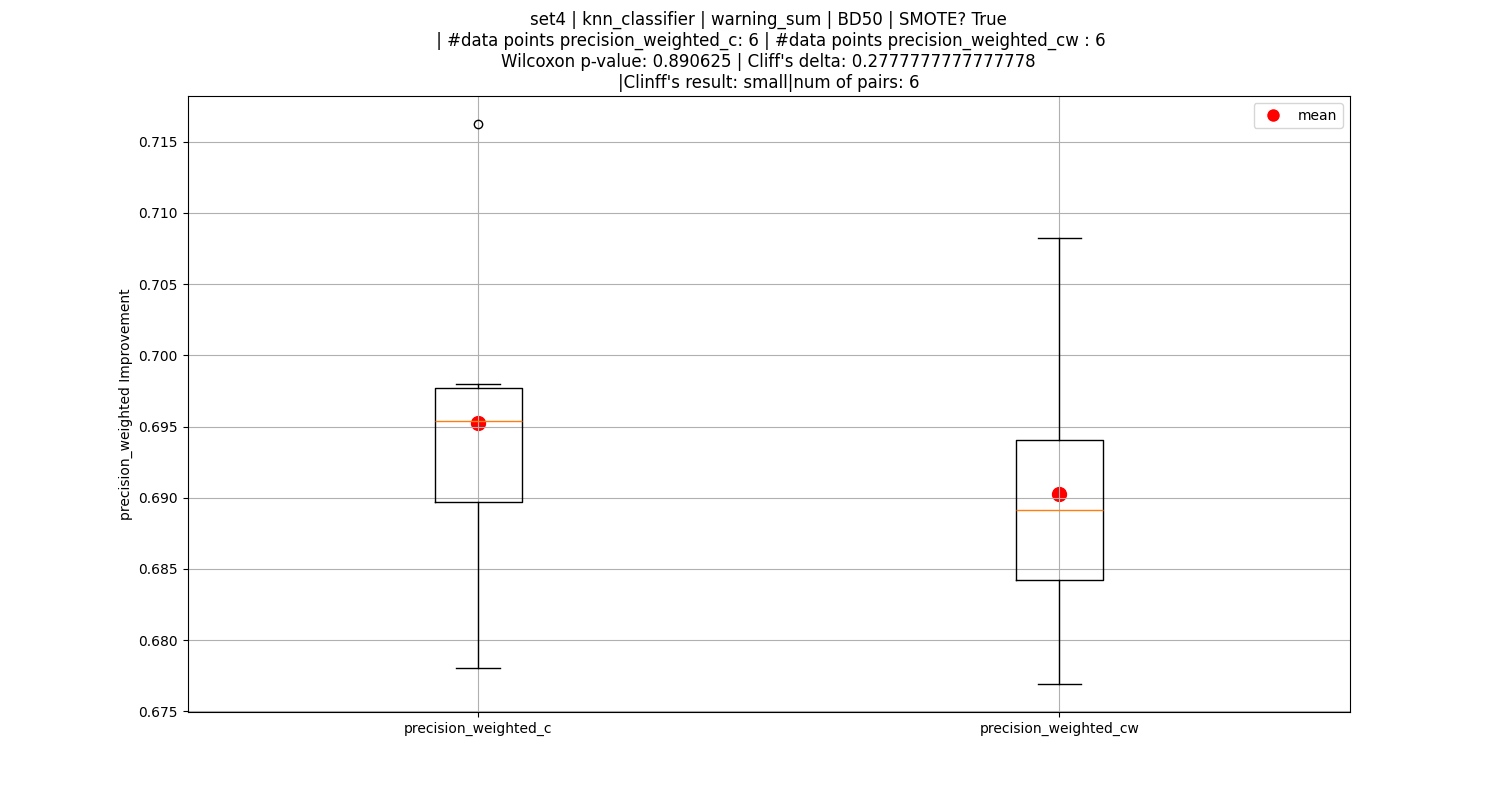 set4 | knn_classifier | warning_sum | BD50 | SMOTE? True
| #data points precision_weighted_c: 6 | #data points precision_weighted_cw : 6
Wilcoxon p-value: 0.890625 | Cliff's delta: 0.2777777777777778
|Clinff's result: small|num of pairs: 6
mean
0.715
0.710
0.705
0.700
0.695
0.690
0.685
0.680
0.675
precision_weighted Improvement
precision_weighted_c
precision_weighted_cw